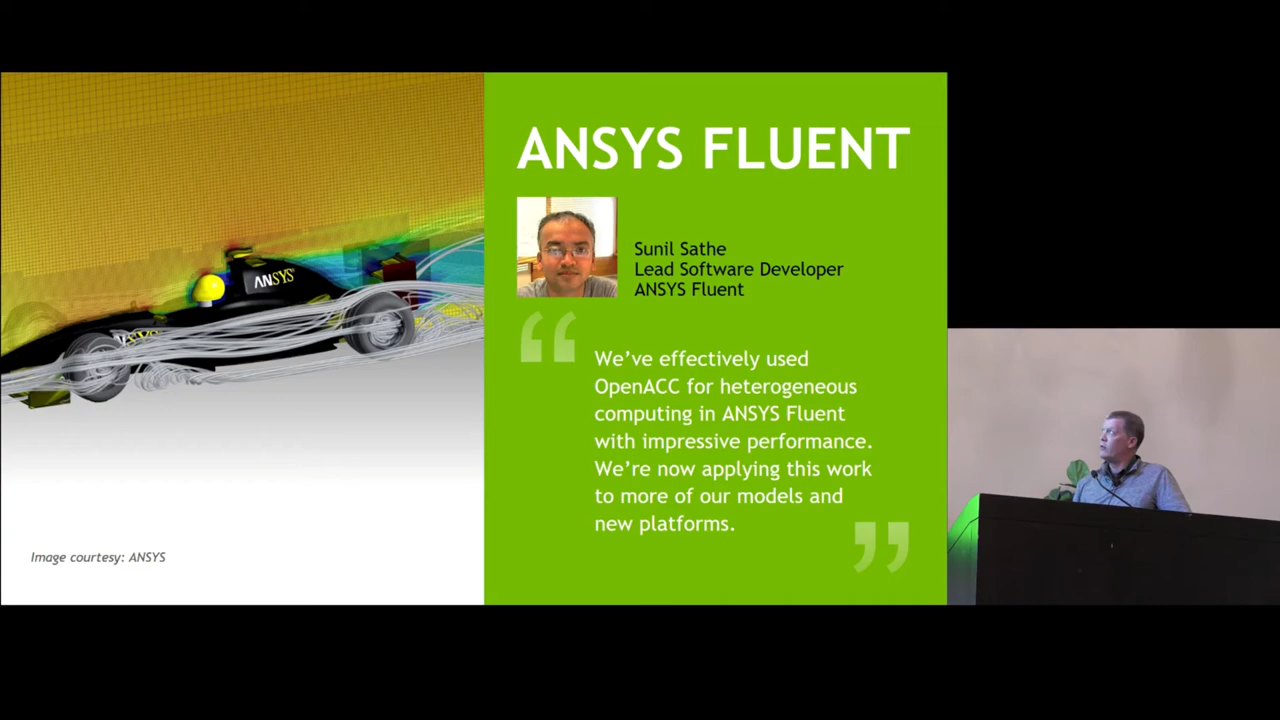 ANSYS FLUENT
Sunil Sathe
Lead Software Developer
ANSYS Fluent
“
We’ve effectively used
OpenACC for heterogeneous
computing in ANSYS Fluent
with impressive performance.
We’re now applying this work
to more of our models and
new platforms.
”
ANSYS
Image courtesy: ANSYS